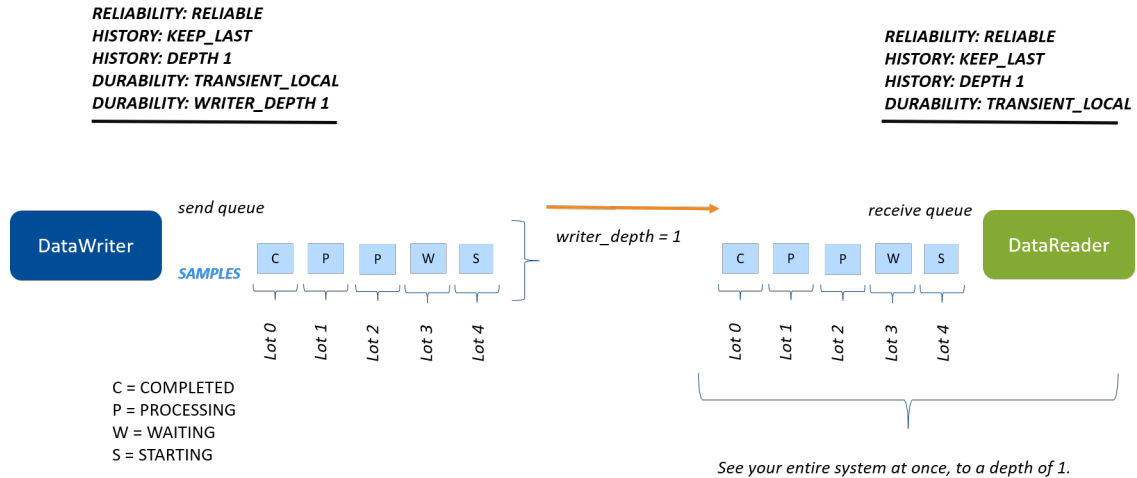 RELIABILITY: RELIABLE
HISTORY: KEEP_LAST
HISTORY: DEPTH 1
DURABILITY: TRANSIENT_LOCAL
DURABILITY: WRITER_DEPTH 1
RELIABILITY: RELIABLE
HISTORY: KEEP_LAST
HISTORY: DEPTH 1
DURABILITY: TRANSIENT_LOCAL
DataWriter
send queue
SAMPLES
C P P W S
Lot 0
Lot 1
Lot 2
Lot 3
Lot 4
writer_depth = 1
receive queue
C P P W S
Lot 0
Lot 1
Lot 2
Lot 3
Lot 4
DataReader
C = COMPLETED
P = PROCESSING
W = WAITING
S = STARTING
See your entire system at once, to a depth of 1.